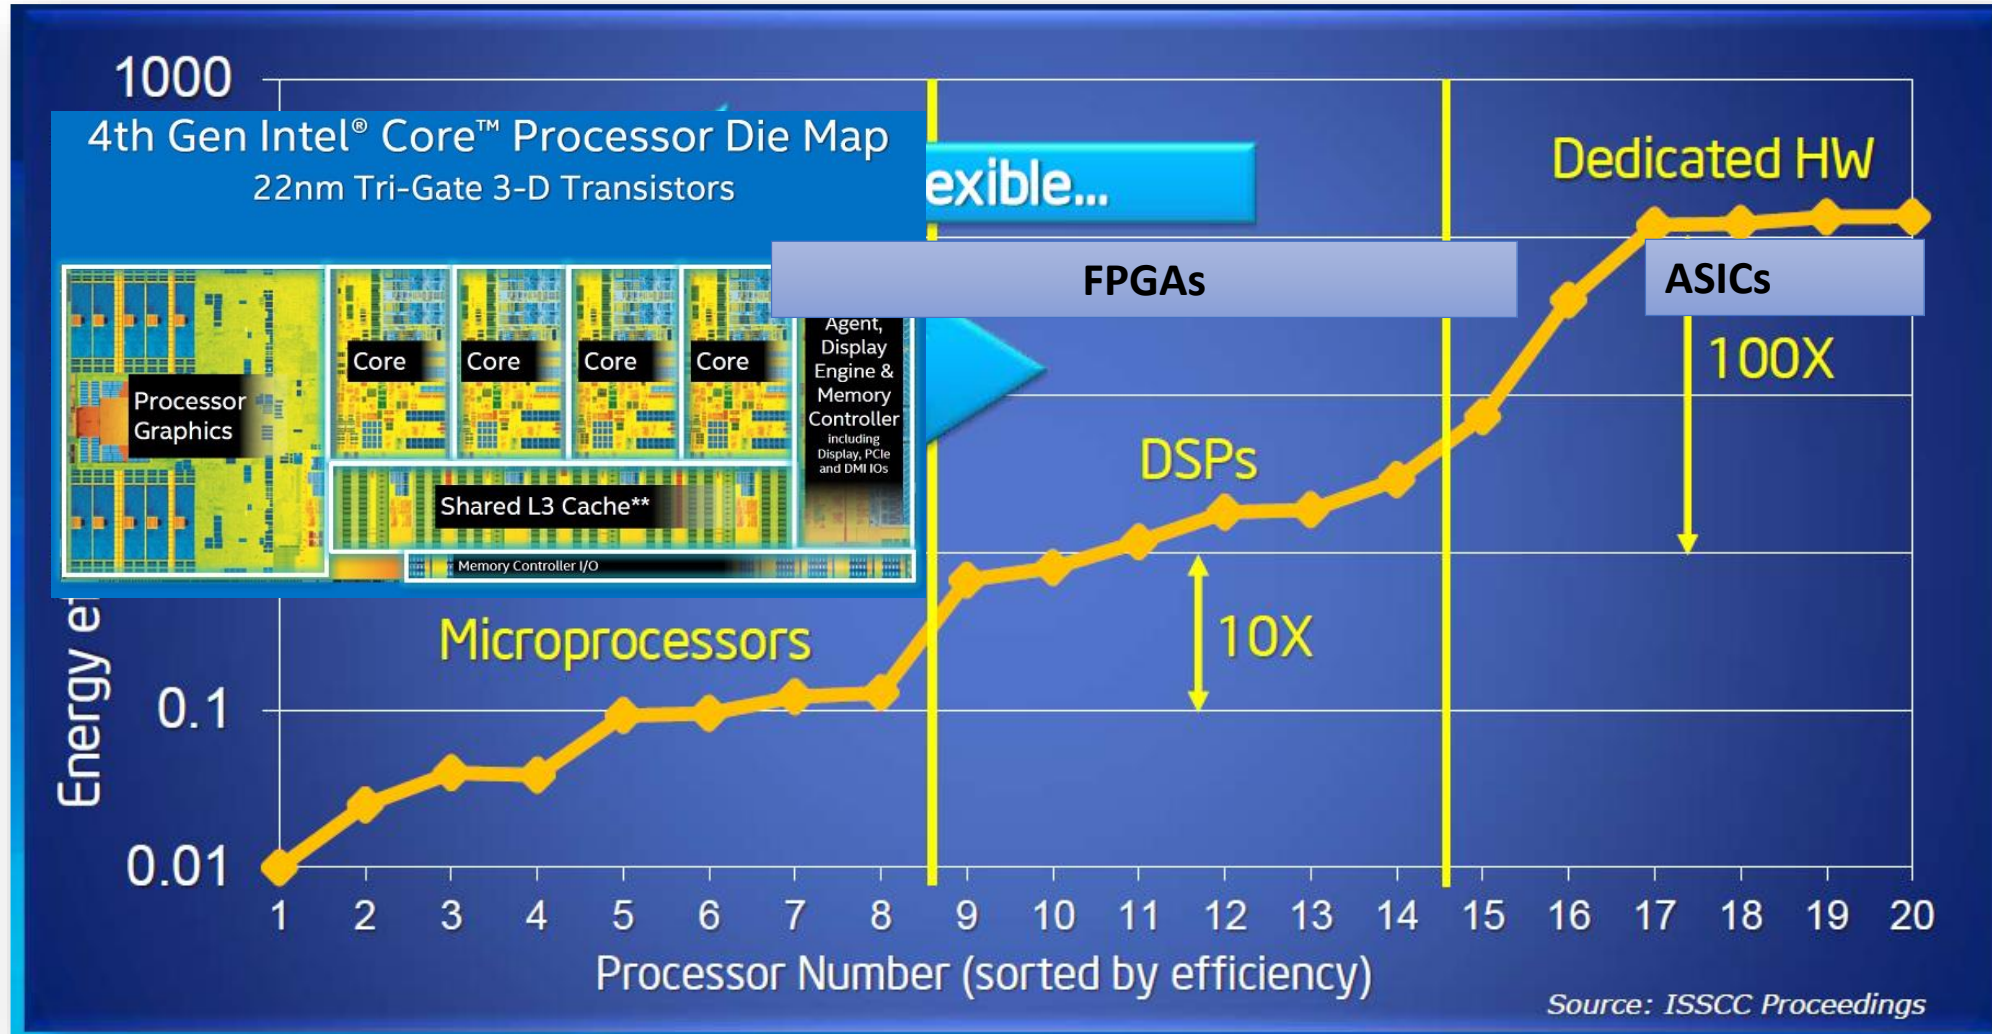 1000
4th Gen Intel® Core™ Processor Die Map
22nm Tri-Gate 3-D Transistors
exible...
Dedicated HW
FPGAs
ASICs
Core
Core
Core
Core
Agent,
Display
Engine &
Memory
Controller
including
Display, PCIe
and DMI IOs
Processor
Graphics
100X
DSPs
Shared L3 Cache**
Memory Controller I/O
Microprocessors
10X
Energy
0.1
0.01
1 2 3 4 5 6 7 8 9 10 11 12 13 14 15 16 17 18 19 20
Processor Number (sorted by efficiency)
Source: ISSCC Proceedings